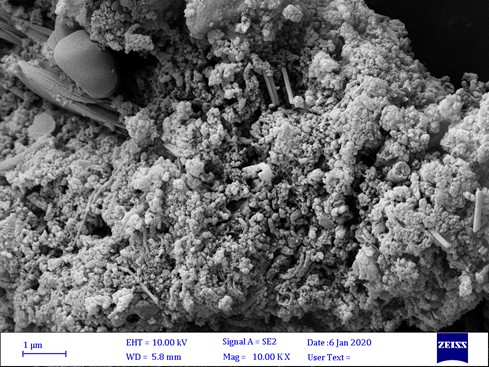 1 μm
EHT = 10.00 kV
Signal A = SE2
Date :6 Jan 2020
ZEISS
WD = 5.8 mm
Mag = 10.00 K X
User Text =